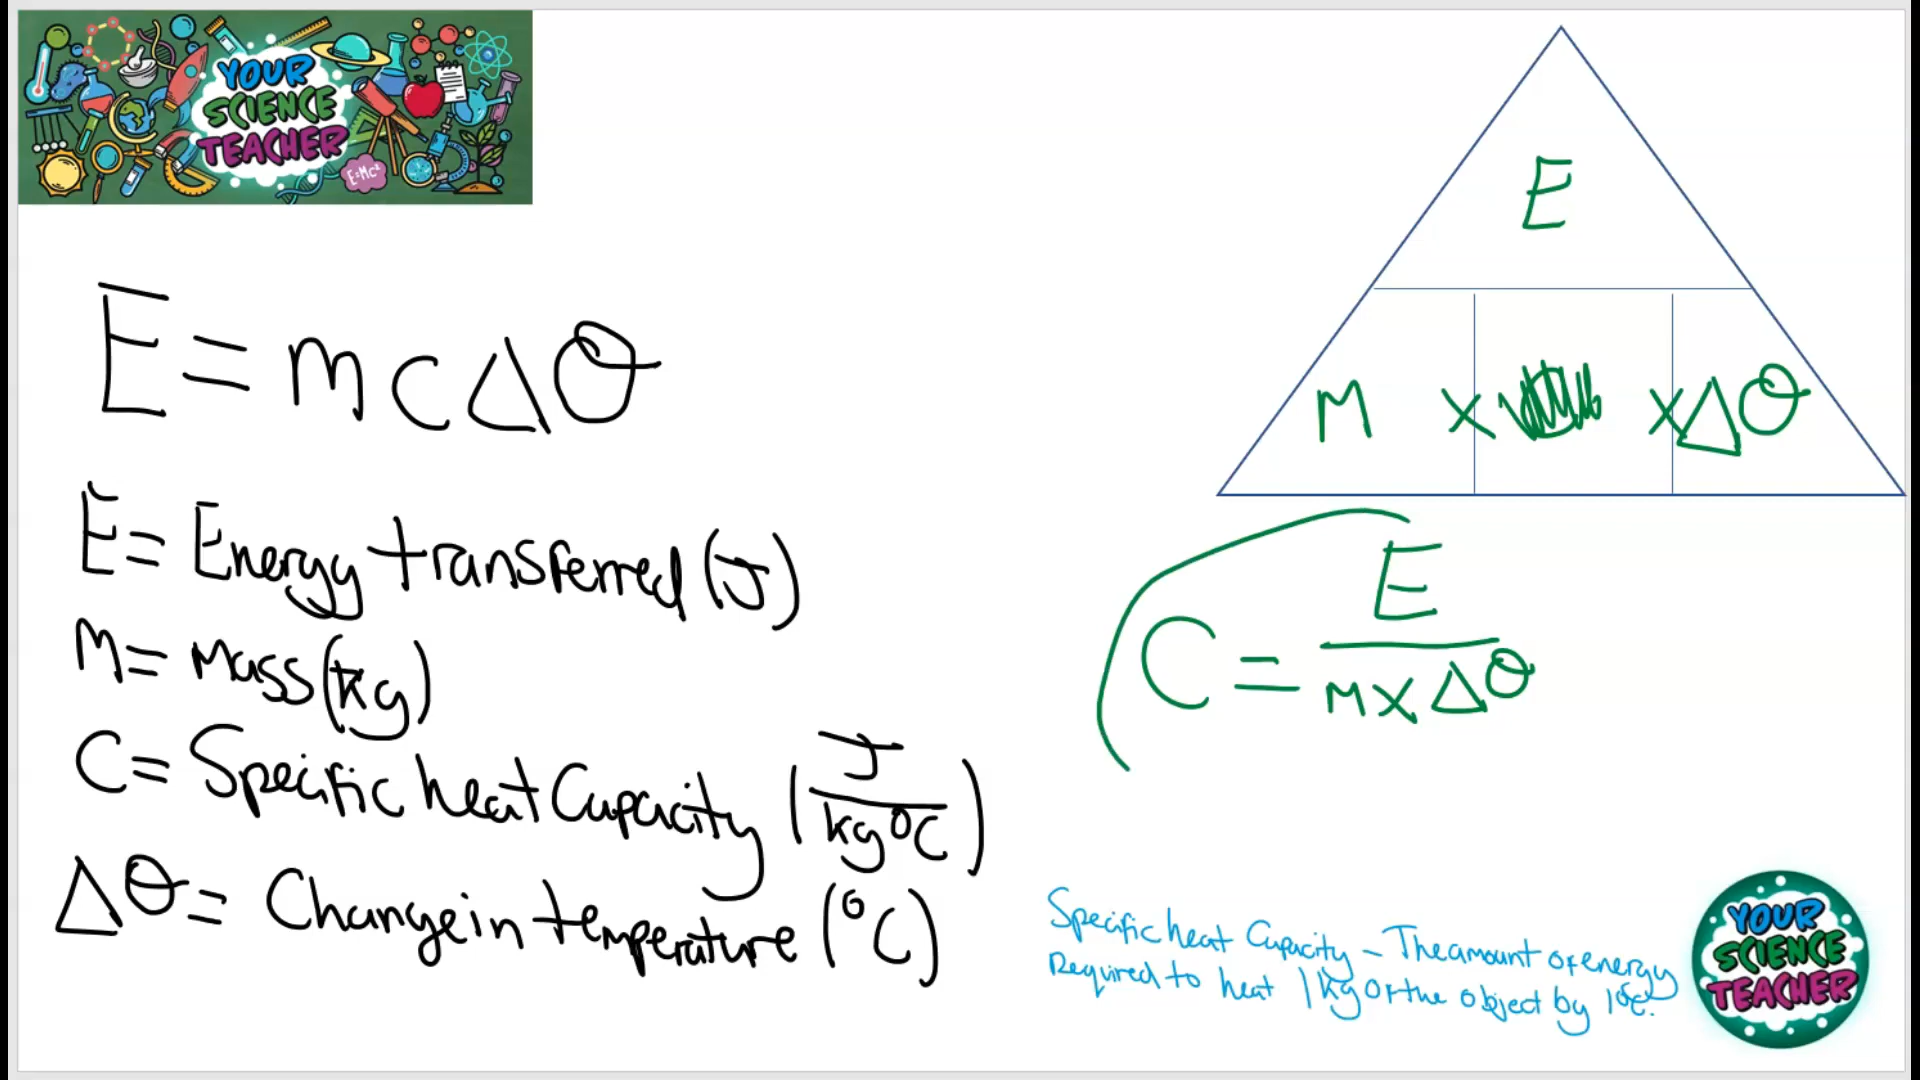 YOUR
SCIENCE
TEACHER
E=MC²
E
E = mcΔθ
M × × Δθ
E = Energy transferred (J)
M = Mass (kg)
C = Specific heat Capacity (J/kg°C)
Δθ = Change in temperature (°C)
C = E/M×Δθ
Specific heat Capacity – The amount of energy
Required to heat 1kg of the object by 1°C.
YOUR
SCIENCE
TEACHER